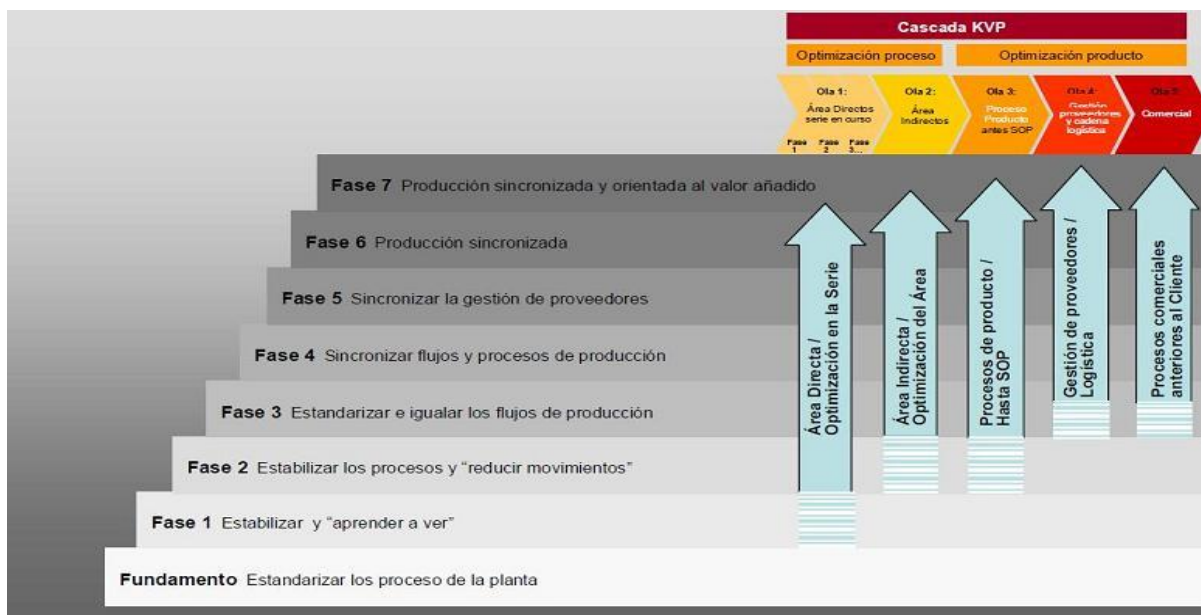 Cascada KVP
Optimización proceso
Optimización producto
Ola 1:
Área Directos
serie en curso
Fase Fase Fase
1 2 3...
Ola 2:
Área
Indirectos
Ola 3:
Proceso
Producto
antes SOP
Ola 4:
Gestión
proveedores
y cadena
logística
Ola 5:
Comercial
Fase 7 Producción sincronizada y orientada al valor añadido
Fase 6 Producción sincronizada
Fase 5 Sincronizar la gestión de proveedores
Fase 4 Sincronizar flujos y procesos de producción
Fase 3 Estandarizar e igualar los flujos de producción
Fase 2 Estabilizar los procesos y “reducir movimientos”
Fase 1 Estabilizar y “aprender a ver”
Fundamento Estandarizar los proceso de la planta
Área Directa /
Optimización en la Serie
Área Indirecta /
Optimización del Área
Procesos de producto /
Hasta SOP
Gestión de proveedores /
Logística
Procesos comerciales
anteriores al Cliente